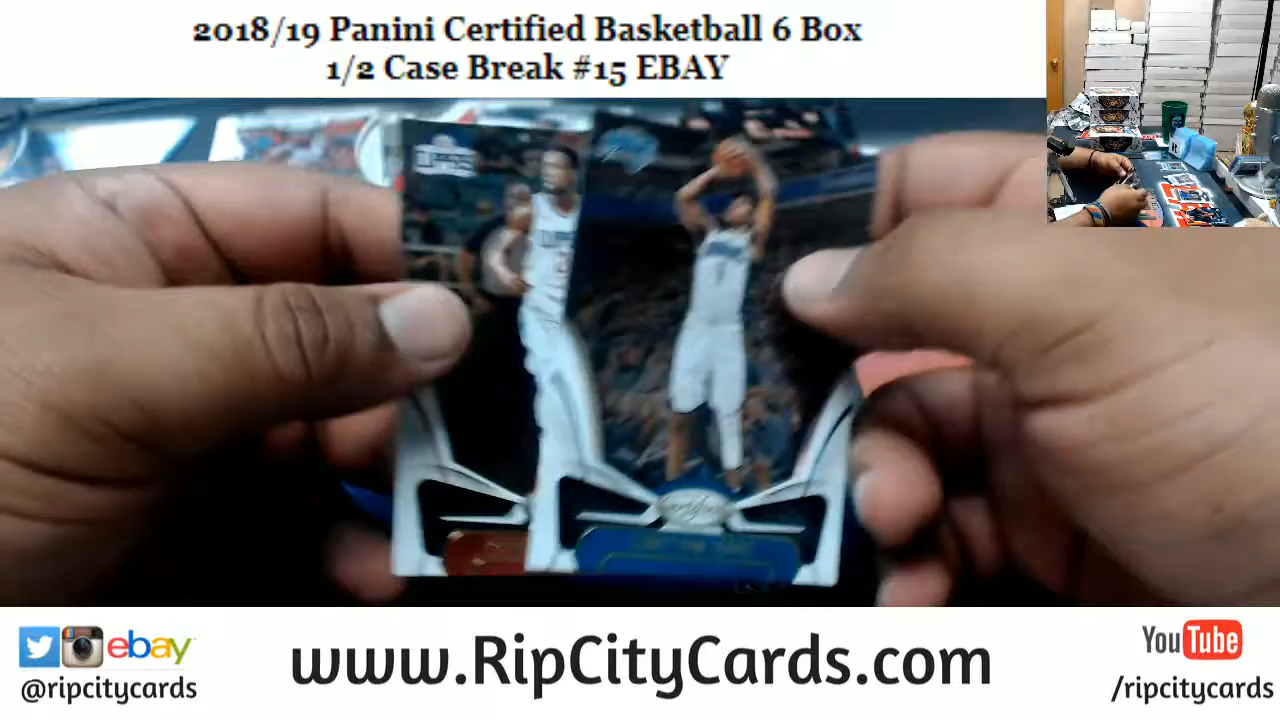 2018/19 Panini Certified Basketball 6 Box
1/2 Case Break #15 EBAY
ebay
@ripcitycards
www.RipCityCards.com
YouTube
/ripcitycards